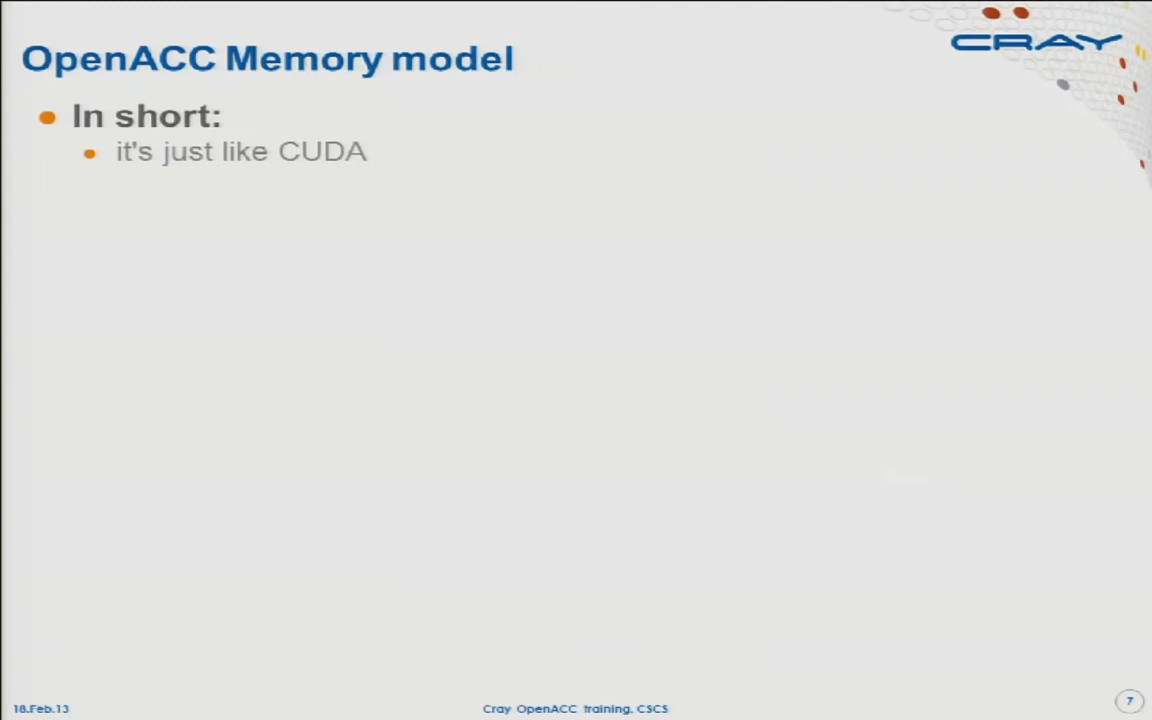 CRAY
OpenACC Memory model
In short:
it's just like CUDA
18.Feb.13
Cray OpenACC training, CSCS
7